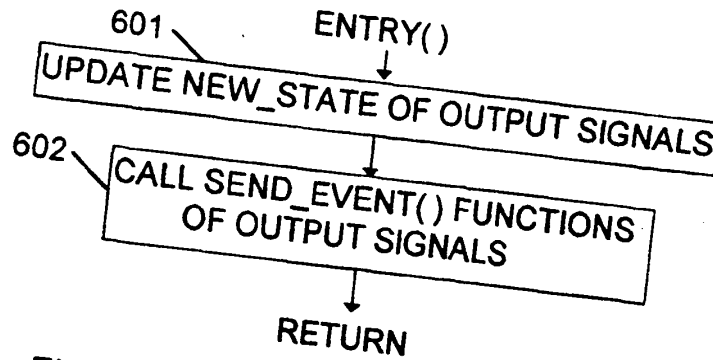 601
ENTRY()
UPDATE NEW_STATE OF OUTPUT SIGNALS
602
CALL SEND_EVENT() FUNCTIONS
OF OUTPUT SIGNALS
RETURN